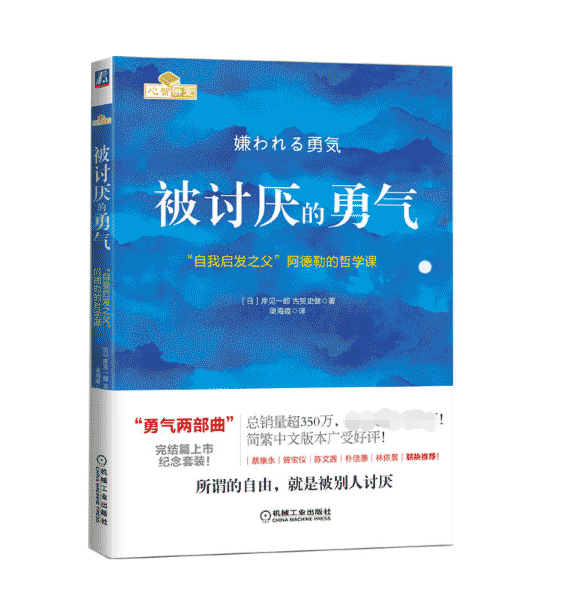 心智讲堂
嫌われる勇気
被讨厌的勇气
“自我启发之父”阿德勒的哲学课
［日］岸见一郎 古贺史健 著
渠海霞 译
“勇气两部曲”
完结篇上市
纪念套装！
总销量超350万，
简繁中文版本广受好评！
｜蔡康永｜曾宝仪｜陈文茜｜朴信惠｜林依晨｜联袂推荐！
所谓的自由，就是被别人讨厌
机械工业出版社
CHINA MACHINE PRESS
被讨厌的勇气
“自我启发之父”
阿德勒的哲学课
机械工业出版社
CHINA MACHINE PRESS